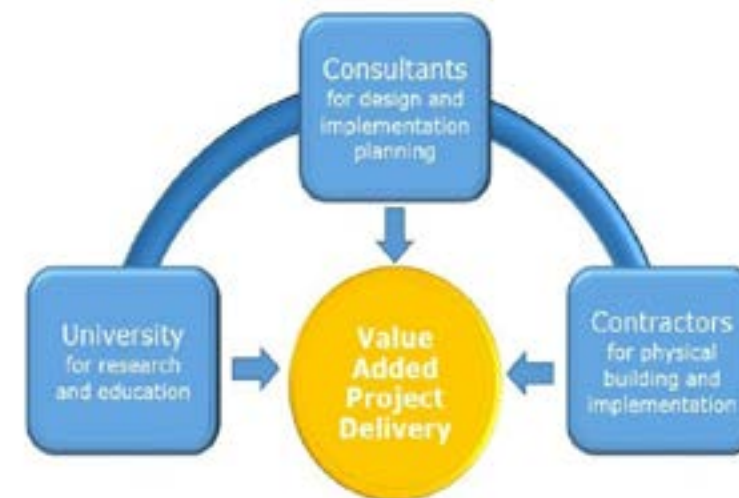 Consultants
for design and
implementation
planning
University
for research
and education
Value
Added
Project
Delivery
Contractors
for physical
building and
implementation